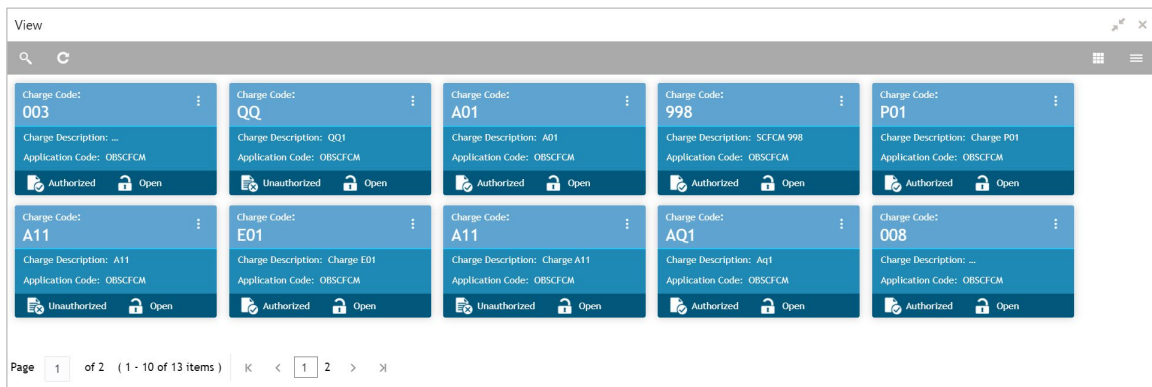 View
Charge Code:
003
Charge Description: ...
Application Code: OBSCFCM
Authorized Open
Charge Code:
QQ
Charge Description: QQ1
Application Code: OBSCFCM
Unauthorized Open
Charge Code:
A01
Charge Description: A01
Application Code: OBSCFCM
Authorized Open
Charge Code:
998
Charge Description: SCFCM 998
Application Code: OBSCFCM
Authorized Open
Charge Code:
P01
Charge Description: Charge P01
Application Code: OBSCFCM
Authorized Open
Charge Code:
A11
Charge Description: A11
Application Code: OBSCFCM
Unauthorized Open
Charge Code:
E01
Charge Description: Charge E01
Application Code: OBSCFCM
Authorized Open
Charge Code:
A11
Charge Description: Charge A11
Application Code: OBSCFCM
Unauthorized Open
Charge Code:
AQ1
Charge Description: Aq1
Application Code: OBSCFCM
Authorized Open
Charge Code:
008
Charge Description: ...
Application Code: OBSCFCM
Authorized Open
Page 1 of 2 ( 1 - 10 of 13 items ) 1 2